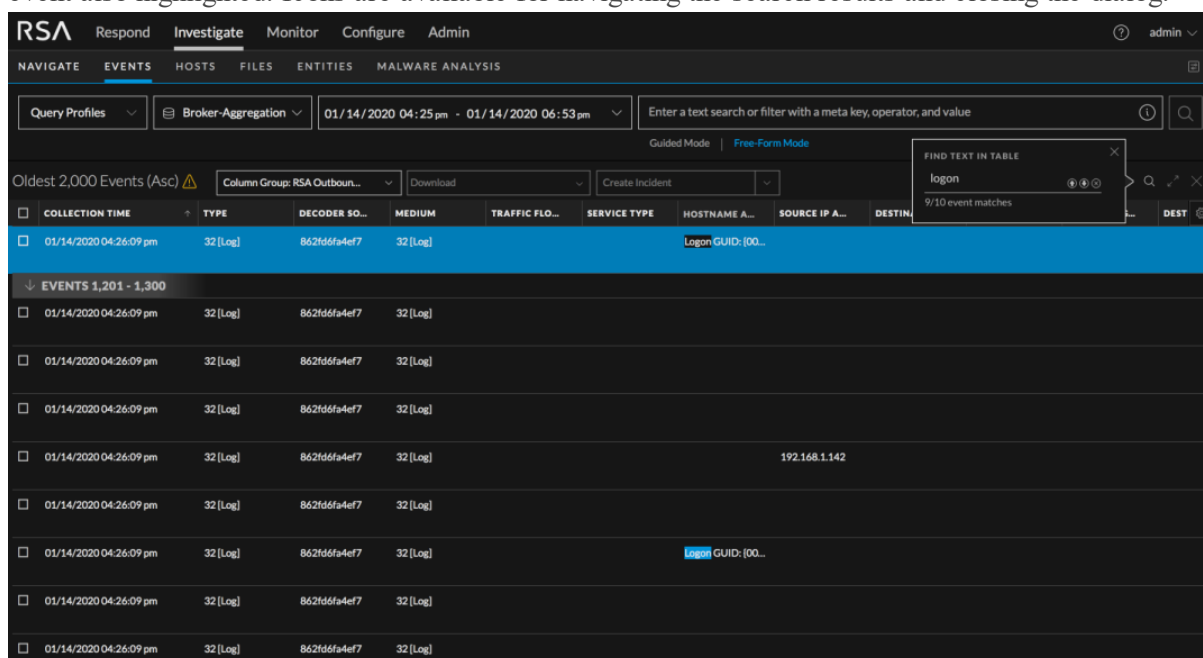 RSA Respond Investigate Monitor Configure Admin admin
NAVIGATE EVENTS HOSTS FILES ENTITIES MALWARE ANALYSIS
Query Profiles Broker-Aggregation 01/14/2020 04:25 pm - 01/14/2020 06:53 pm Enter a text search or filter with a meta key, operator, and value
Guided Mode | Free-Form Mode
FIND TEXT IN TABLE
logon
9/10 event matches
Oldest 2,000 Events (Asc) Column Group: RSA Outboun... Download Create Incident
COLLECTION TIME TYPE DECODER SO... MEDIUM TRAFFIC FLO... SERVICE TYPE HOSTNAME A... SOURCE IP A... DEST
01/14/2020 04:26:09 pm 32 [Log] 862fd6fa4ef7 32 [Log] Logon GUID: {00...
EVENTS 1,201 - 1,300
01/14/2020 04:26:09 pm 32 [Log] 862fd6fa4ef7 32 [Log]
01/14/2020 04:26:09 pm 32 [Log] 862fd6fa4ef7 32 [Log]
01/14/2020 04:26:09 pm 32 [Log] 862fd6fa4ef7 32 [Log]
01/14/2020 04:26:09 pm 32 [Log] 862fd6fa4ef7 32 [Log] 192.168.1.142
01/14/2020 04:26:09 pm 32 [Log] 862fd6fa4ef7 32 [Log]
01/14/2020 04:26:09 pm 32 [Log] 862fd6fa4ef7 32 [Log] Logon GUID: {00...
01/14/2020 04:26:09 pm 32 [Log] 862fd6fa4ef7 32 [Log]
01/14/2020 04:26:09 pm 32 [Log] 862fd6fa4ef7 32 [Log]